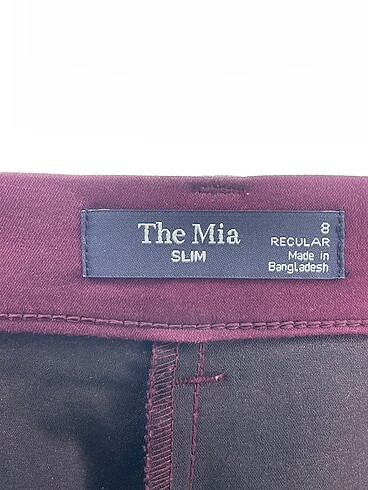 The Mia
SLIM
8
REGULAR
Made in
Bangladesh